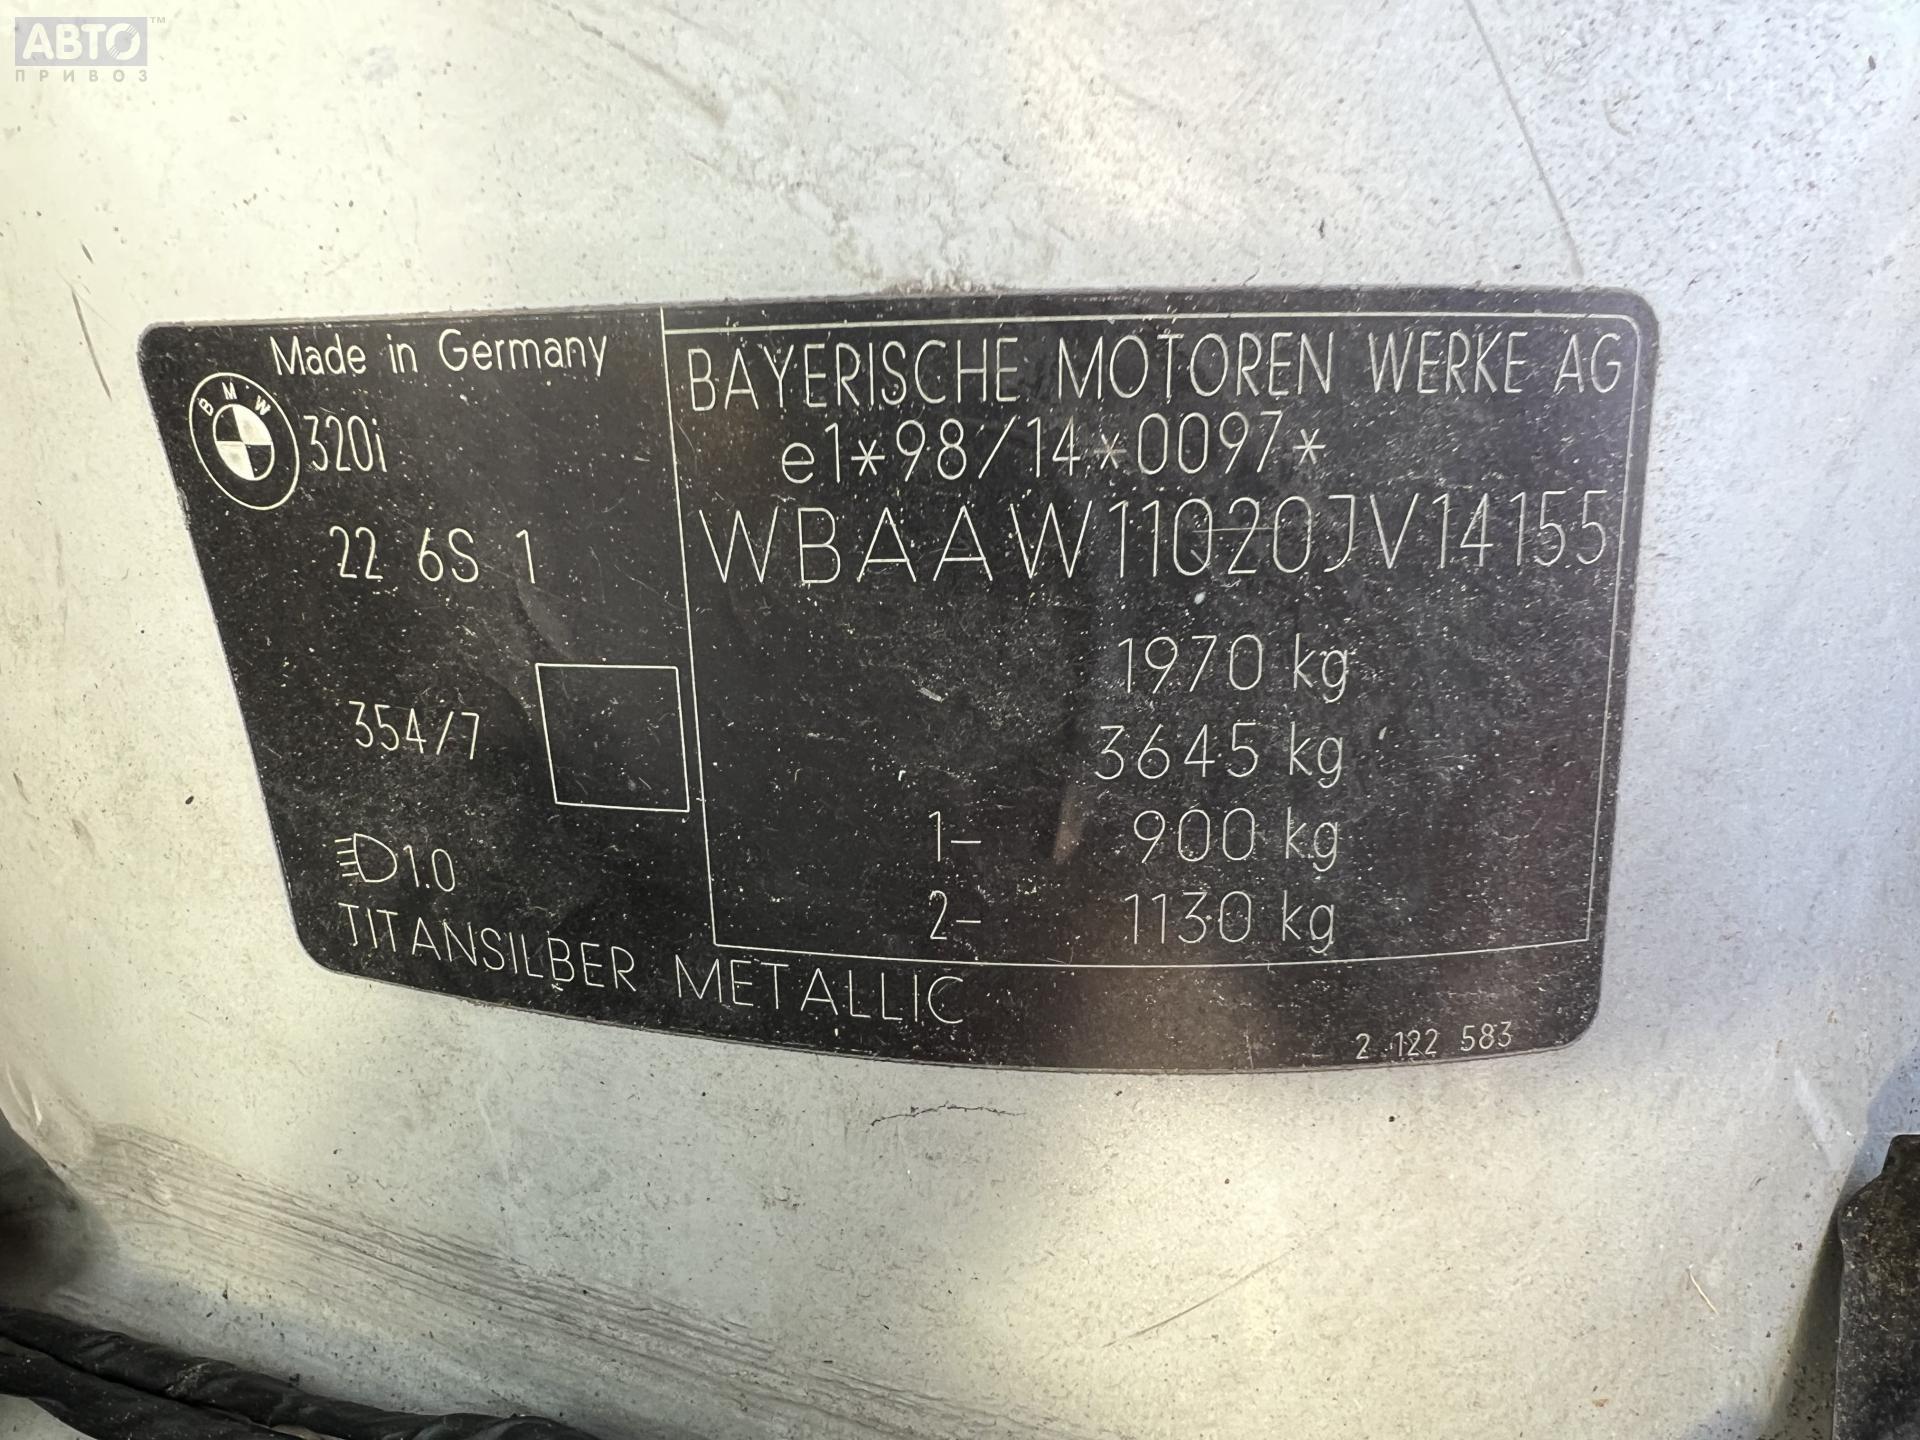 АВТО™
ПРИВОЗ
Made in Germany
BMW
320i
22 6S 1
354/7
1.0
TITANSILBER METALLIC
BAYERISCHE MOTOREN WERKE AG
e1*98/14*0097*
WBAAW11020JV14155
1970 kg
3645 kg
1- 900 kg
2- 1130 kg
2 122 583